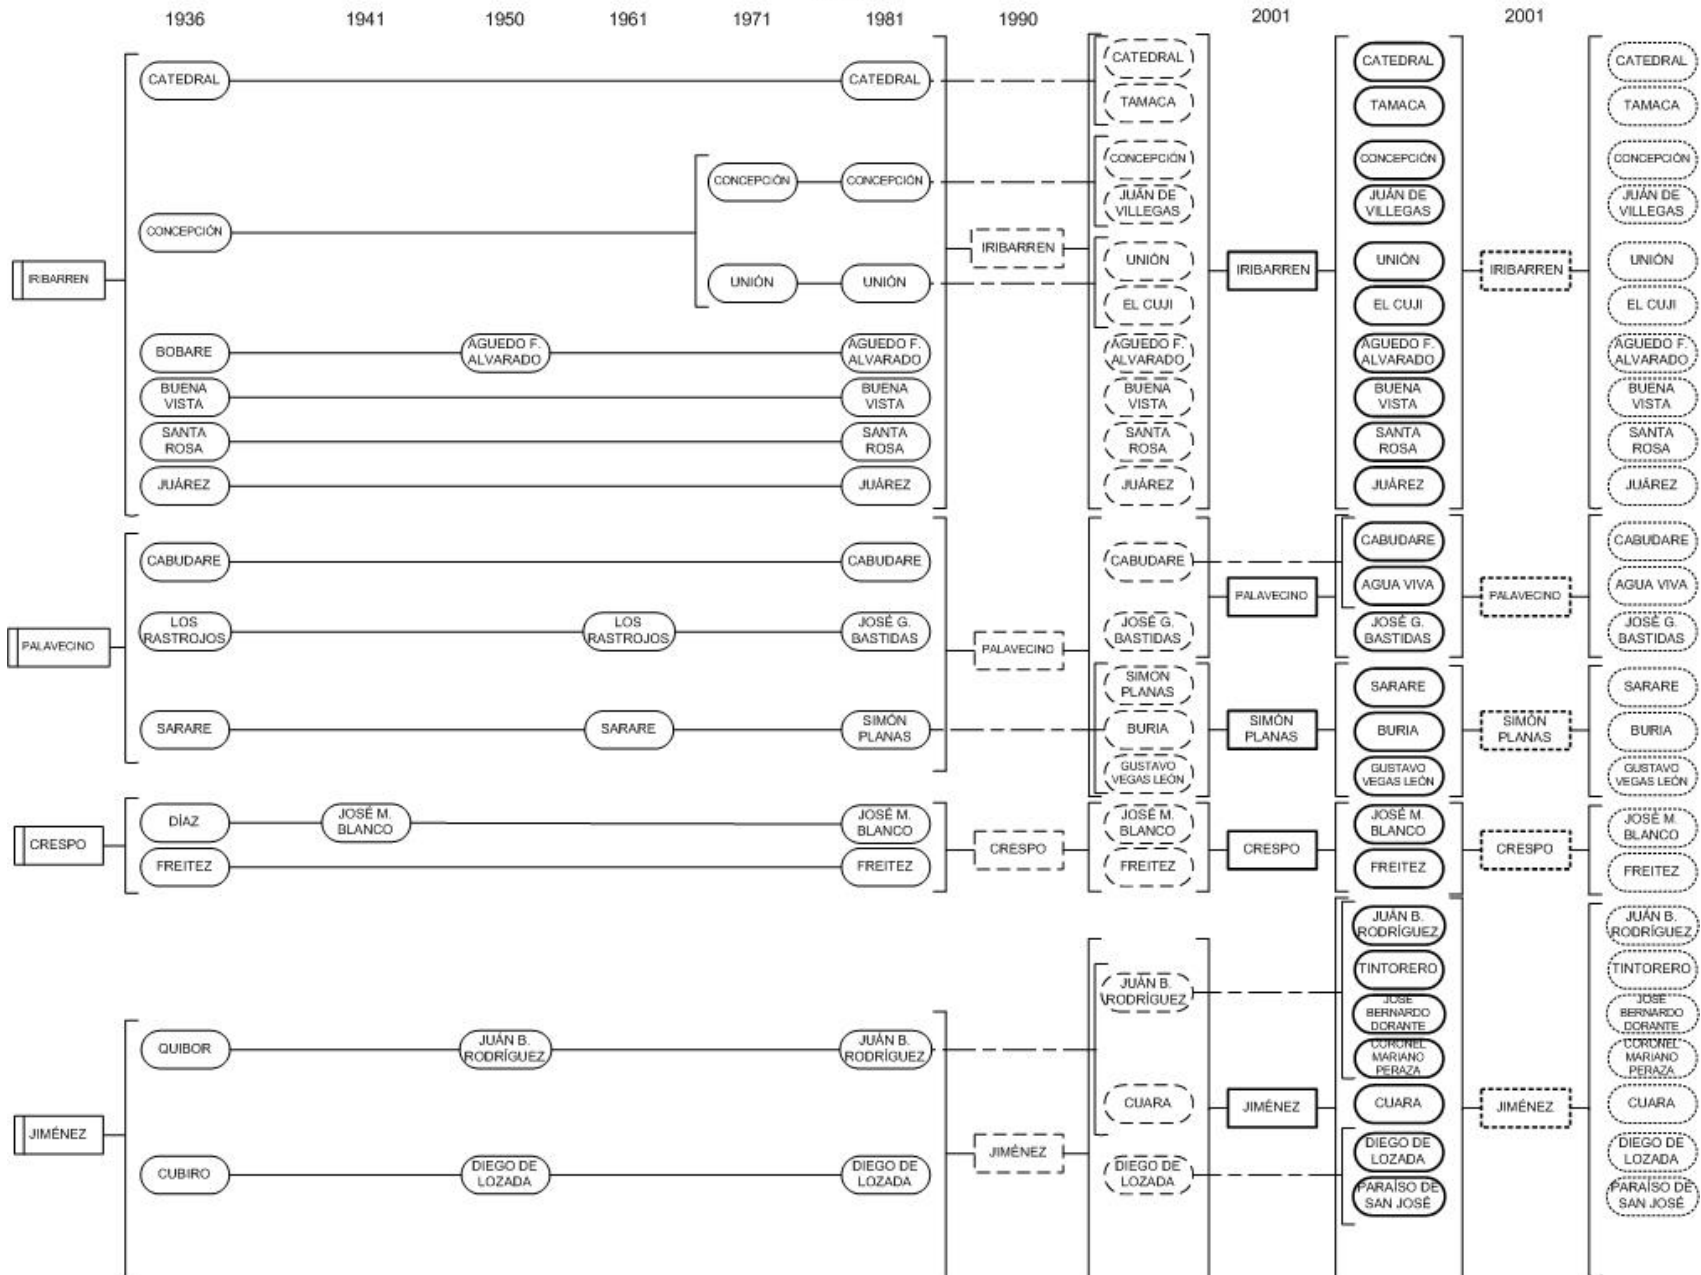 1936 1941 1950 1961 1971 1981 1990 2001 2001
IRIBARREN
CATEDRAL
CONCEPCIÓN
BOBARE
BUENA
VISTA
SANTA
ROSA
JUÁREZ
AGUEDO F.
ALVARADO
CONCEPCIÓN
UNIÓN
CATEDRAL
CONCEPCIÓN
UNIÓN
AGUEDO F.
ALVARADO
BUENA
VISTA
SANTA
ROSA
JUÁREZ
IRIBARREN
CATEDRAL
TAMACA
CONCEPCIÓN
JUÁN DE
VILLEGAS
UNIÓN
EL CUJI
AGUEDO F.
ALVARADO
BUENA
VISTA
SANTA
ROSA
JUÁREZ
IRIBARREN
CATEDRAL
TAMACA
CONCEPCIÓN
JUÁN DE
VILLEGAS
UNIÓN
EL CUJI
AGUEDO F.
ALVARADO
BUENA
VISTA
SANTA
ROSA
JUÁREZ
IRIBARREN
CATEDRAL
TAMACA
CONCEPCIÓN
JUÁN DE
VILLEGAS
UNIÓN
EL CUJI
AGUEDO F.
ALVARADO
BUENA
VISTA
SANTA
ROSA
JUÁREZ
PALAVECINO
CABUDARE
LOS
RASTROJOS
SARARE
LOS
RASTROJOS
SARARE
CABUDARE
JOSÉ G.
BASTIDAS
SIMÓN
PLANAS
PALAVECINO
CABUDARE
JOSÉ G.
BASTIDAS
SIMÓN
PLANAS
BURIA
GUSTAVO
VEGAS LEÓN
PALAVECINO
SIMÓN
PLANAS
CABUDARE
AGUA VIVA
JOSÉ G.
BASTIDAS
SARARE
BURIA
GUSTAVO
VEGAS LEÓN
PALAVECINO
SIMÓN
PLANAS
CABUDARE
AGUA VIVA
JOSÉ G.
BASTIDAS
SARARE
BURIA
GUSTAVO
VEGAS LEÓN
CRESPO
DÍAZ
FREITEZ
JOSÉ M.
BLANCO
JOSÉ M.
BLANCO
FREITEZ
CRESPO
JOSÉ M.
BLANCO
FREITEZ
CRESPO
JOSÉ M.
BLANCO
FREITEZ
CRESPO
JOSÉ M.
BLANCO
FREITEZ
JIMÉNEZ
QUIBOR
CUBIRO
JUÁN B.
RODRÍGUEZ
DIEGO DE
LOZADA
JUÁN B.
RODRÍGUEZ
DIEGO DE
LOZADA
JIMÉNEZ
JUÁN B.
RODRÍGUEZ
CUARA
DIEGO DE
LOZADA
JIMÉNEZ
JUÁN B.
RODRÍGUEZ
TINTORERO
JOSÉ
BERNARDO
DORANTE
CORONEL
MARIANO
PERAZA
CUARA
DIEGO DE
LOZADA
PARAÍSO DE
SAN JOSÉ
JIMÉNEZ
JUÁN B.
RODRÍGUEZ
TINTORERO
JOSÉ
BERNARDO
DORANTE
CORONEL
MARIANO
PERAZA
CUARA
DIEGO DE
LOZADA
PARAÍSO DE
SAN JOSÉ